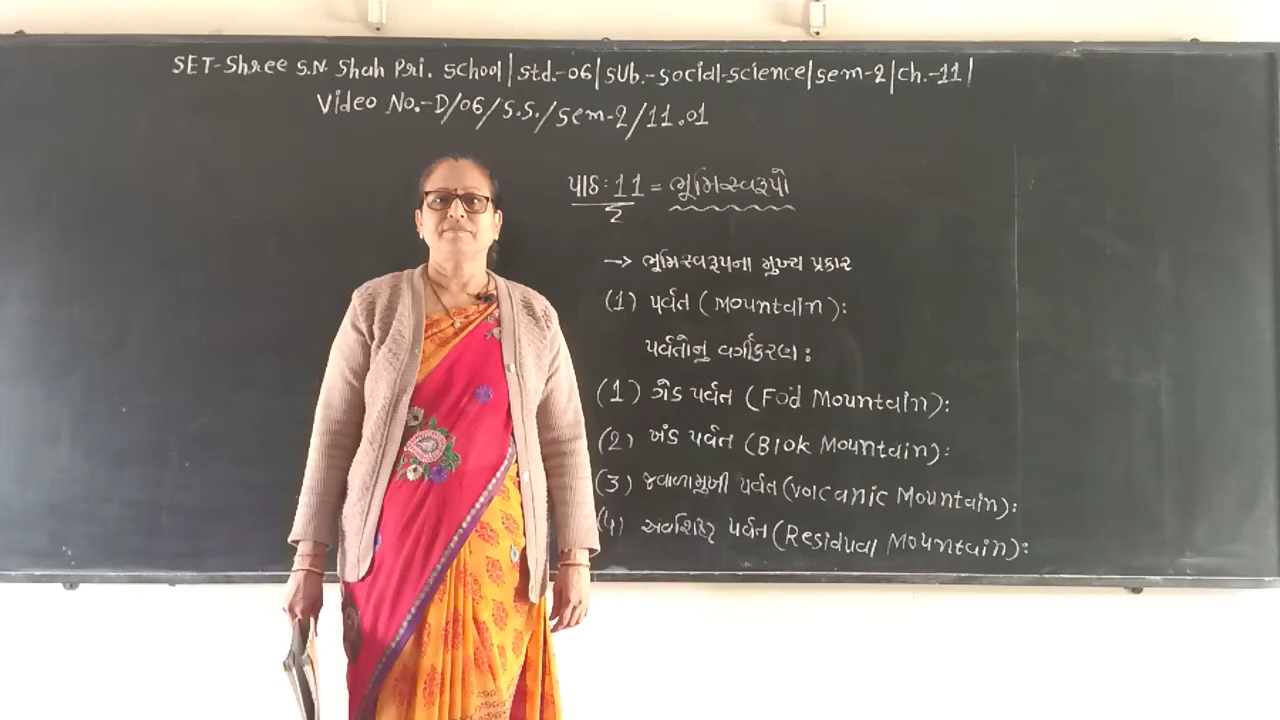 SET-Shree S.N. Shah Pri. School|Std.-06|SUb.-Social-Science|Sem-2|Ch.-11|
Video No.-D/06/S.S./Sem-2/11.01
પાઠ:11 = ભૂમિસ્વરૂપો
→ ભૂમિસ્વરૂપના મુખ્ય પ્રકાર
(1) પર્વત (Mountain):
પર્વતોનું વર્ગીકરણ:
(1) ગેડ પર્વત (Fod Mountain):
(2) ખંડ પર્વત (Blok Mountain):
(3) જવાળામુખી પર્વત (Volcanic Mountain):
(4) અવશિષ્ટ પર્વત (Residual Mountain):